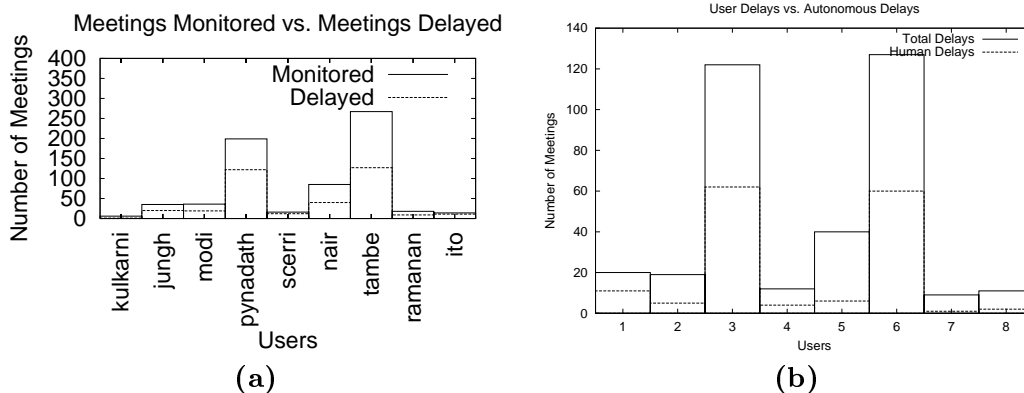 Meetings Monitored vs. Meetings Delayed
Number of Meetings
400
350
300
250
200
150
100
50
0
Monitored
Delayed
kulkarni
jungh
modi
pynadath
scerri
nair
tambe
ramanan
ito
Users
(a)
User Delays vs. Autonomous Delays
Number of Meetings
140
120
100
80
60
40
20
0
Total Delays
Human Delays
1 2 3 4 5 6 7 8
Users
(b)